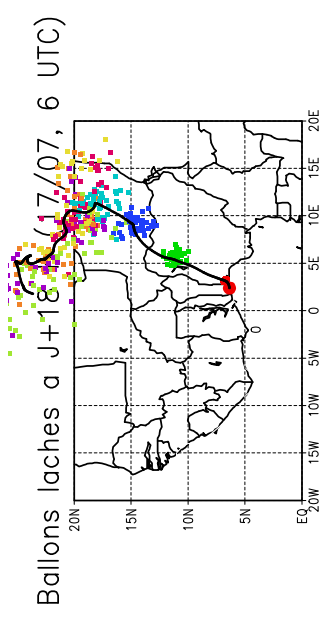 Ballons laches a J+18 (17/07, 6 UTC)
20N
15N
10N
5N
0
EQ
20W 15W 10W 5W 0 5E 10E 15E 20E